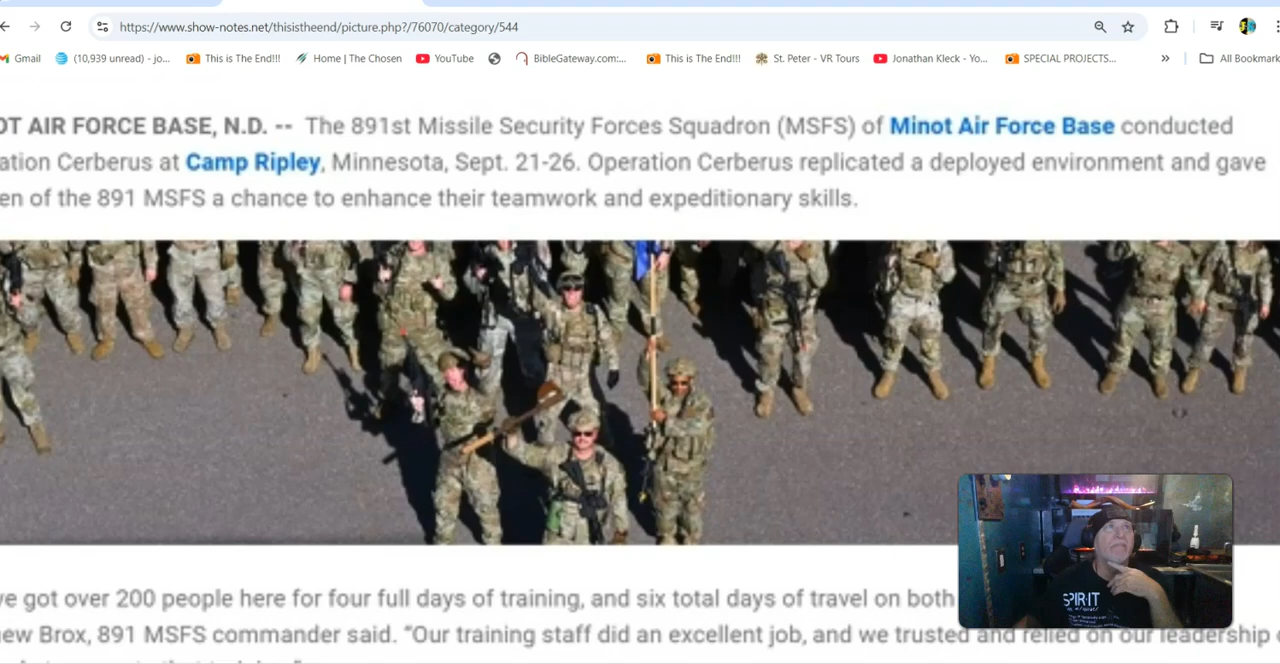 https://www.show-notes.net/thisistheend/picture.php?/76070/category/544
Gmail (10,939 unread) - jo... This is The End!!! Home | The Chosen YouTube BibleGateway.com:... This is The End!!! St. Peter - VR Tours Jonathan Kleck - Yo... SPECIAL PROJECTS... » All Bookmark
OT AIR FORCE BASE, N.D. -- The 891st Missile Security Forces Squadron (MSFS) of Minot Air Force Base conducted
ation Cerberus at Camp Ripley, Minnesota, Sept. 21-26. Operation Cerberus replicated a deployed environment and gave
en of the 891 MSFS a chance to enhance their teamwork and expeditionary skills.
ve got over 200 people here for four full days of training, and six total days of travel on both
ew Brox, 891 MSFS commander said. “Our training staff did an excellent job, and we trusted and relied on our leadership
SPIR·IT